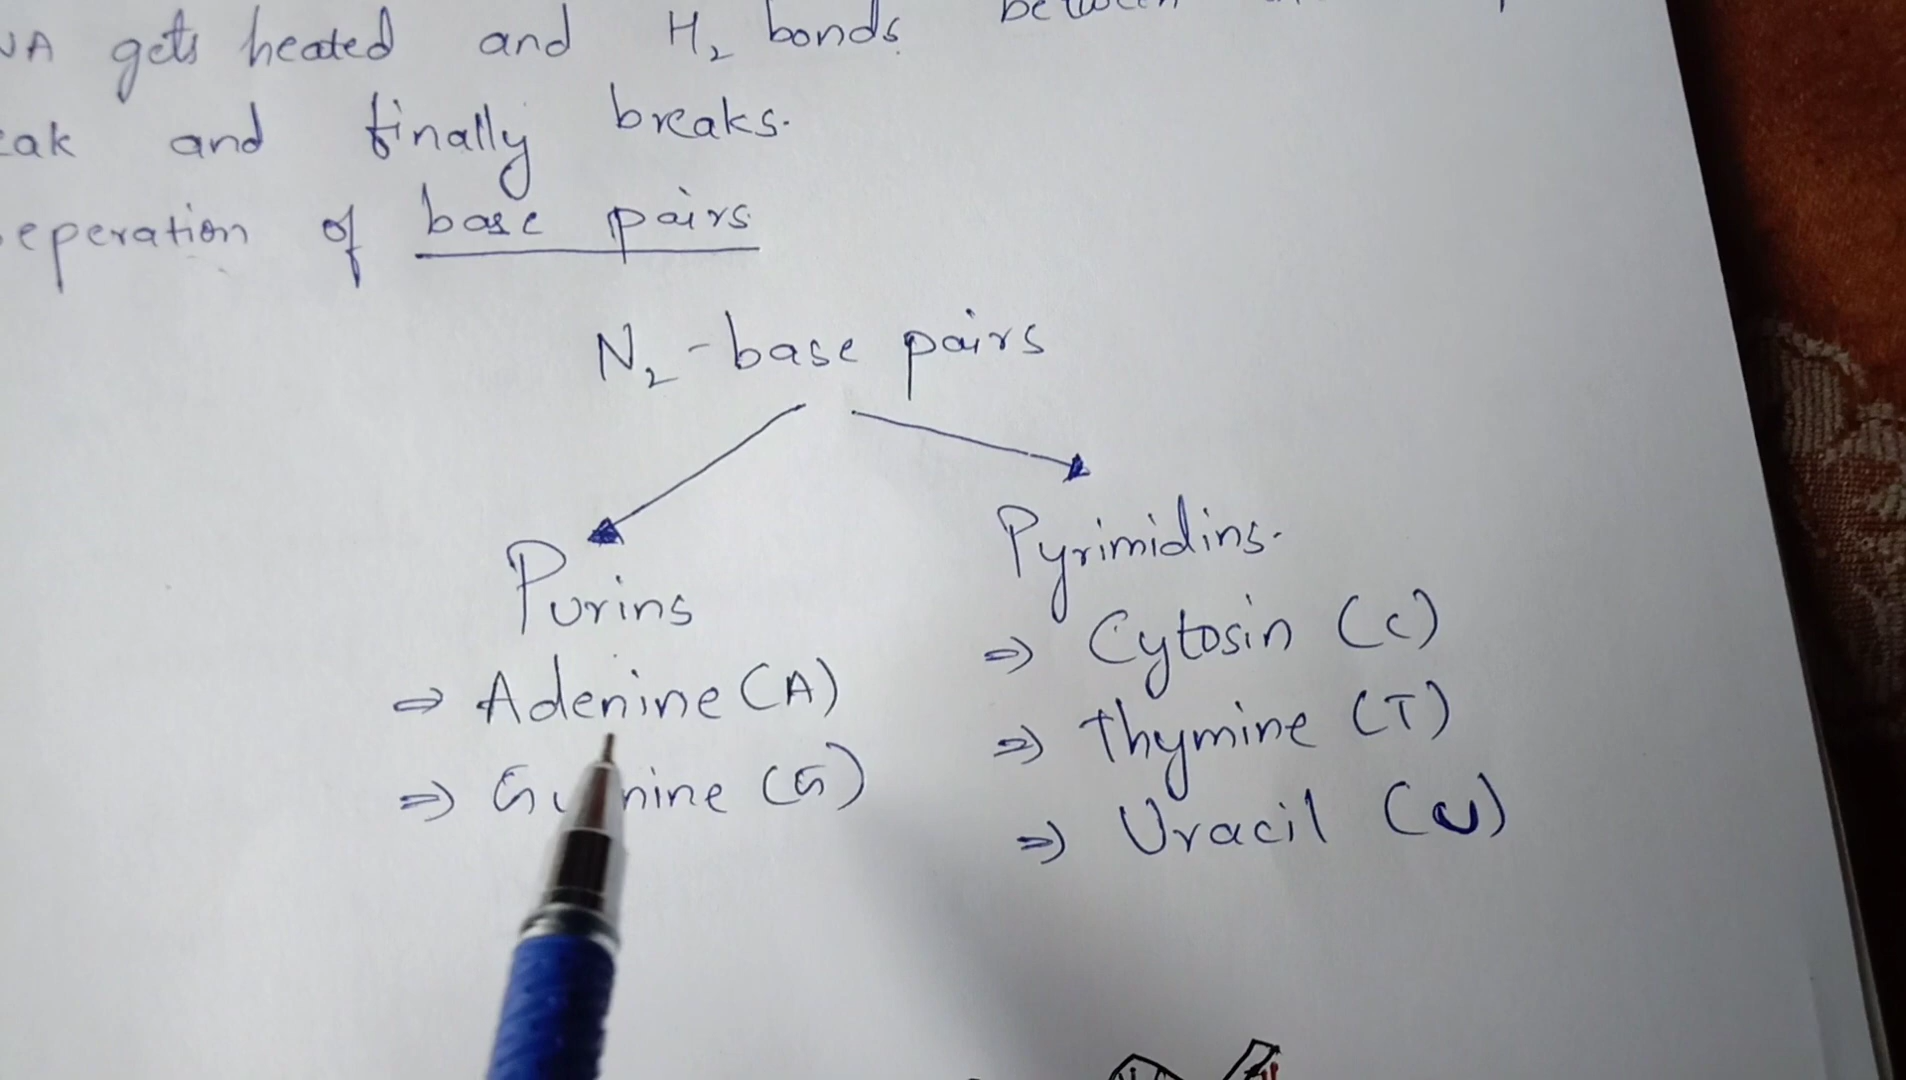 gets heated and H₂ bonds
and finally breaks.
of base pairs
N₂-base pairs
Purins
Pyrimidins.
⇒ Adenine (A)
⇒ (G)
⇒ Cytosin (C)
⇒ Thymine (T)
⇒ Uracil (U)